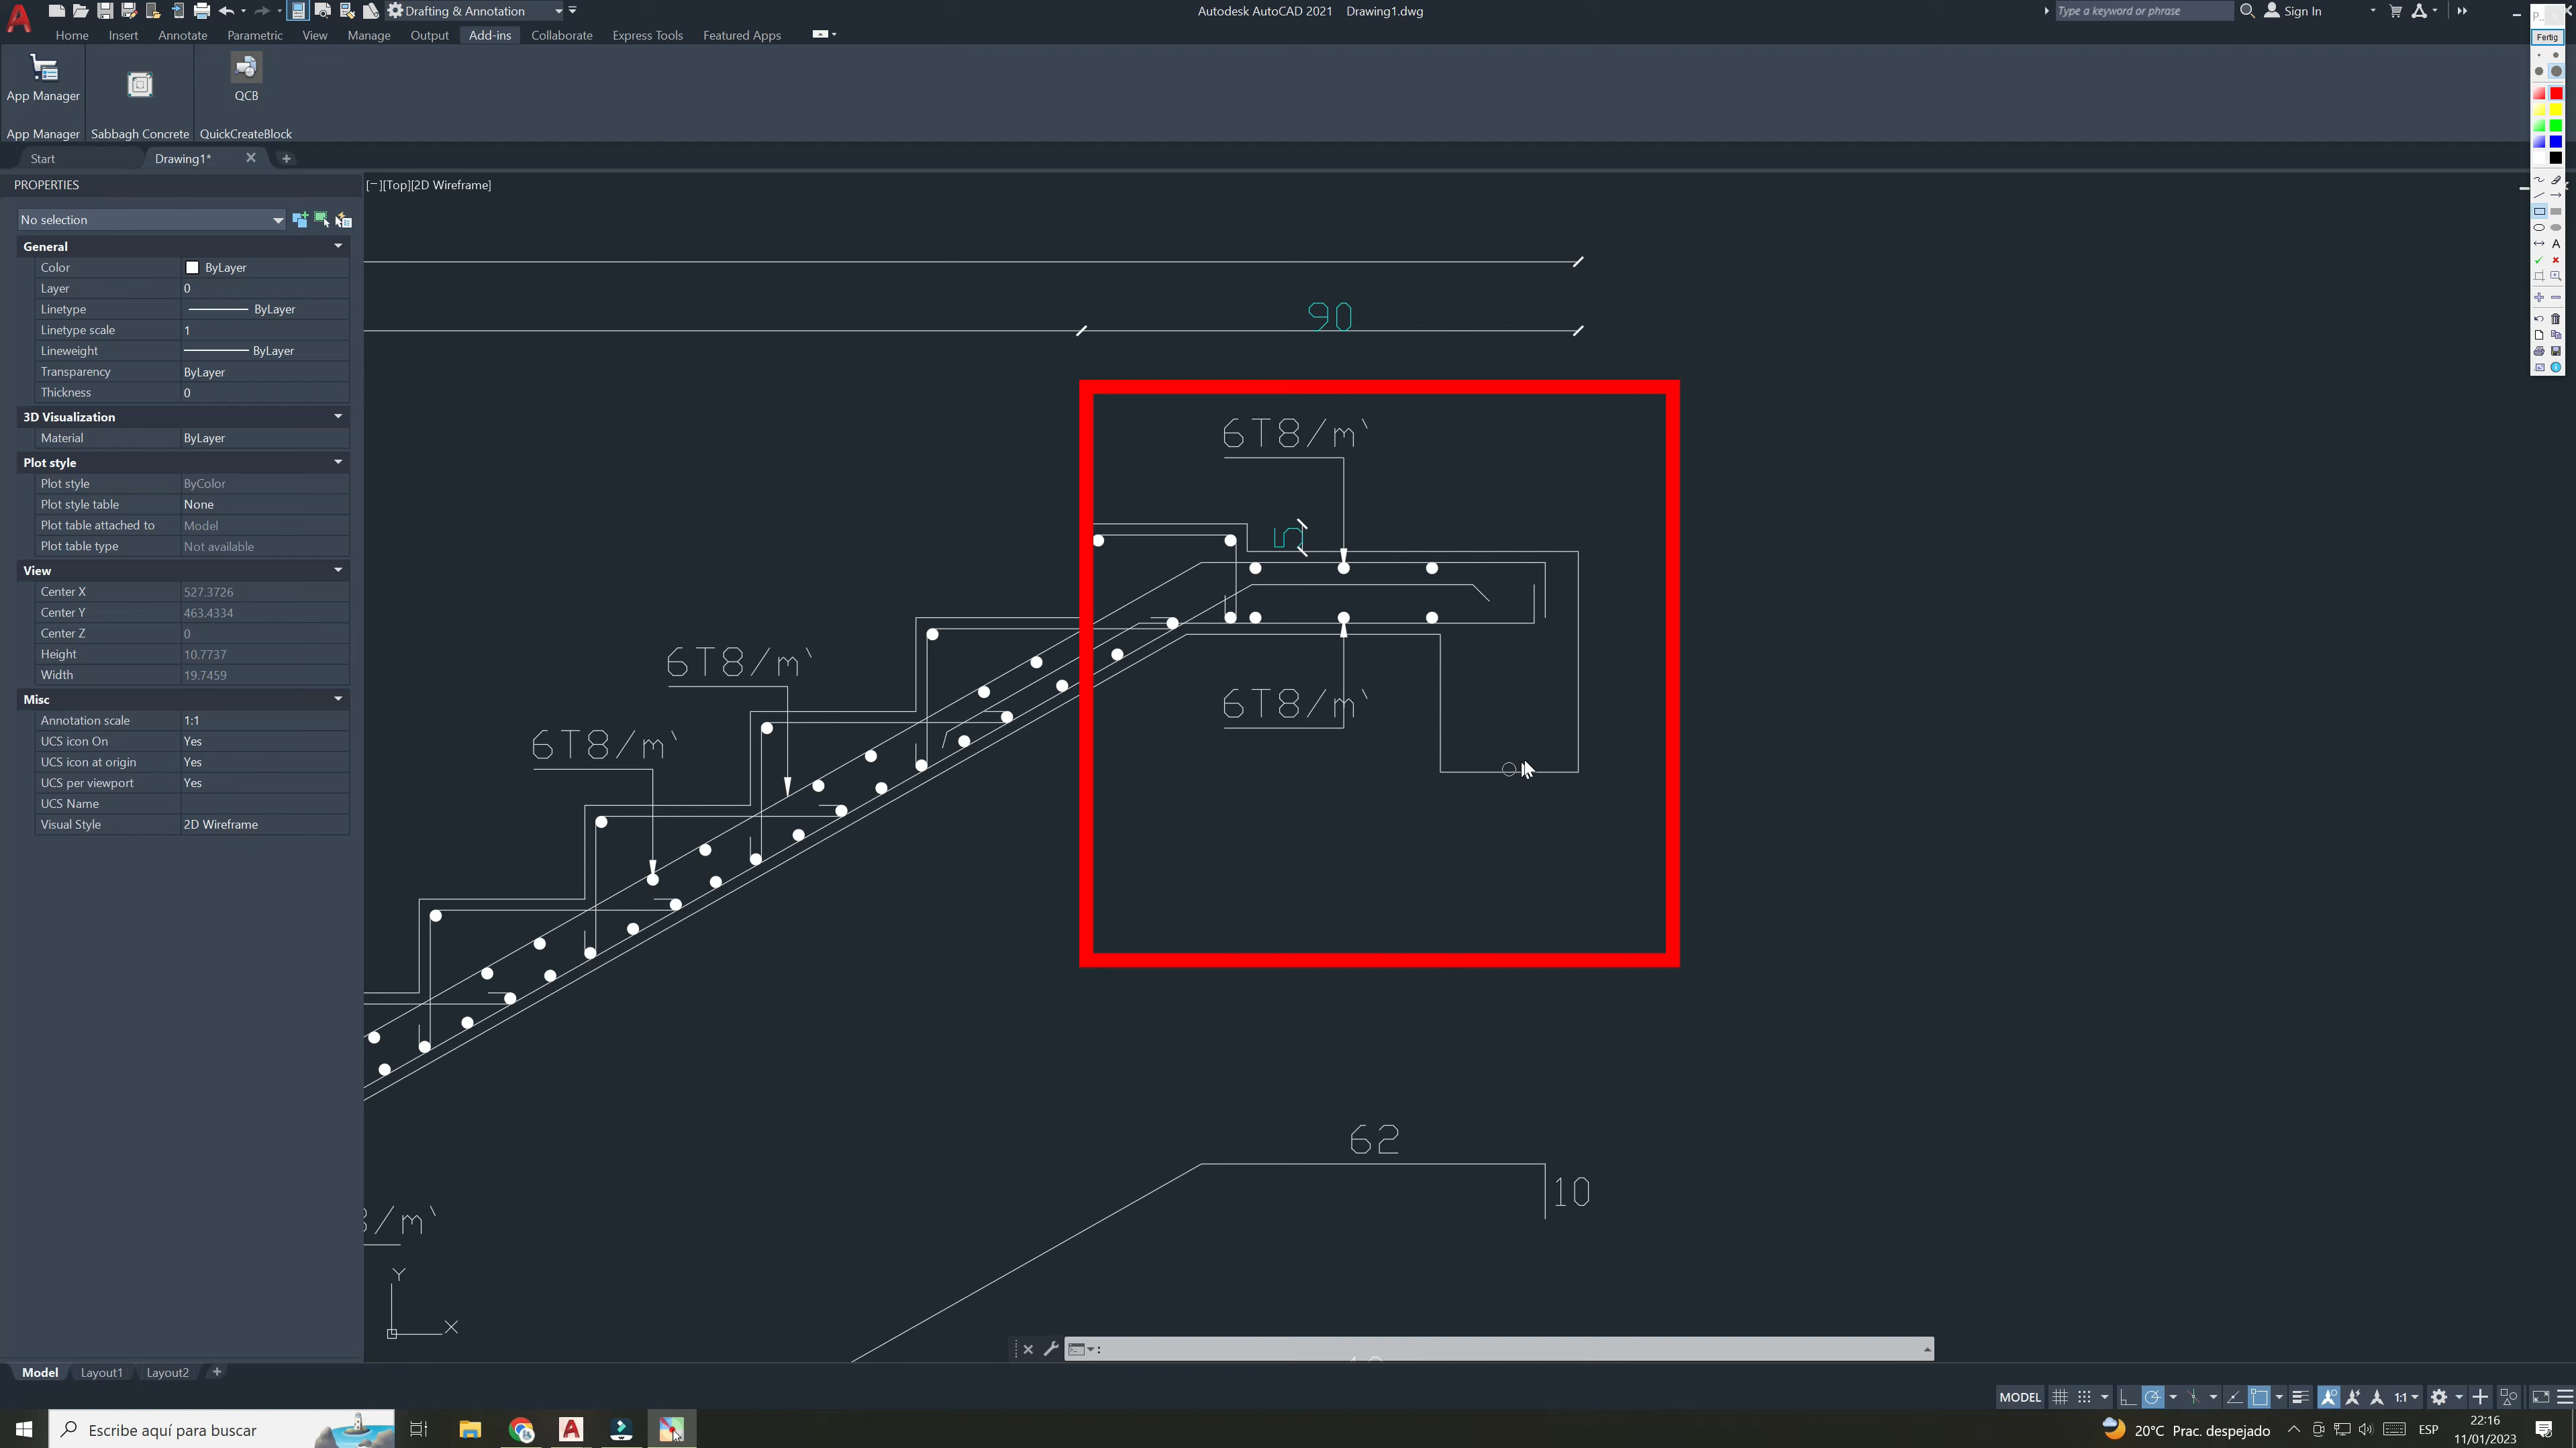 Drafting & Annotation
Autodesk AutoCAD 2021 Drawing1.dwg
Type a keyword or phrase
Sign In
P...
Fertig
Home Insert Annotate Parametric View Manage Output Add-ins Collaborate Express Tools Featured Apps
App Manager
QCB
App Manager Sabbagh Concrete QuickCreateBlock
Start Drawing1*
PROPERTIES
[−][Top][2D Wireframe]
No selection
General
Color ByLayer
Layer 0
Linetype ByLayer
Linetype scale 1
Lineweight ByLayer
Transparency ByLayer
Thickness 0
3D Visualization
Material ByLayer
Plot style
Plot style ByColor
Plot style table None
Plot table attached to Model
Plot table type Not available
View
Center X 527.3726
Center Y 463.4334
Center Z 0
Height 10.7737
Width 19.7459
Misc
Annotation scale 1:1
UCS icon On Yes
UCS icon at origin Yes
UCS per viewport Yes
UCS Name
Visual Style 2D Wireframe
90
6T8/m`
5
6T8/m`
6T8/m`
6T8/m`
62
10
/m`
Y
X
:
Model Layout1 Layout2
MODEL
1:1
Escribe aquí para buscar
20°C Prac. despejado
ESP
22:16
11/01/2023